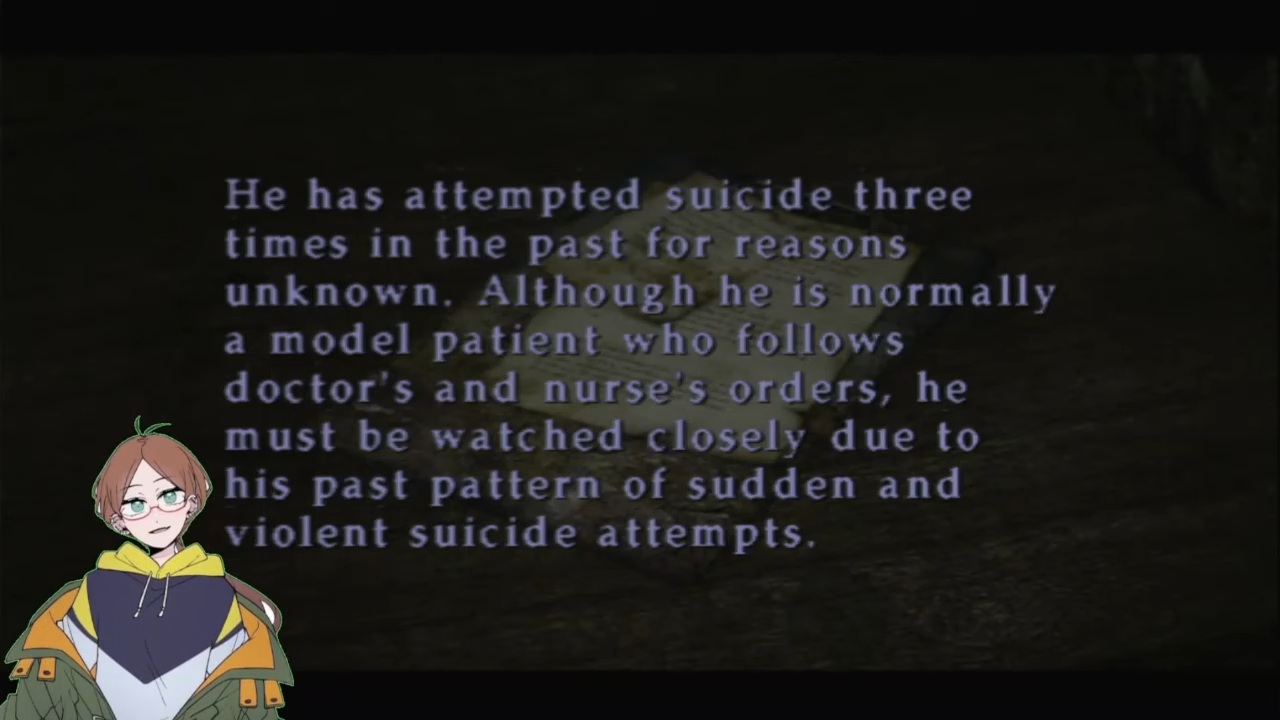 He has attempted suicide three
times in the past for reasons
unknown. Although he is normally
a model patient who follows
doctor's and nurse's orders, he
must be watched closely due to
his past pattern of sudden and
violent suicide attempts.